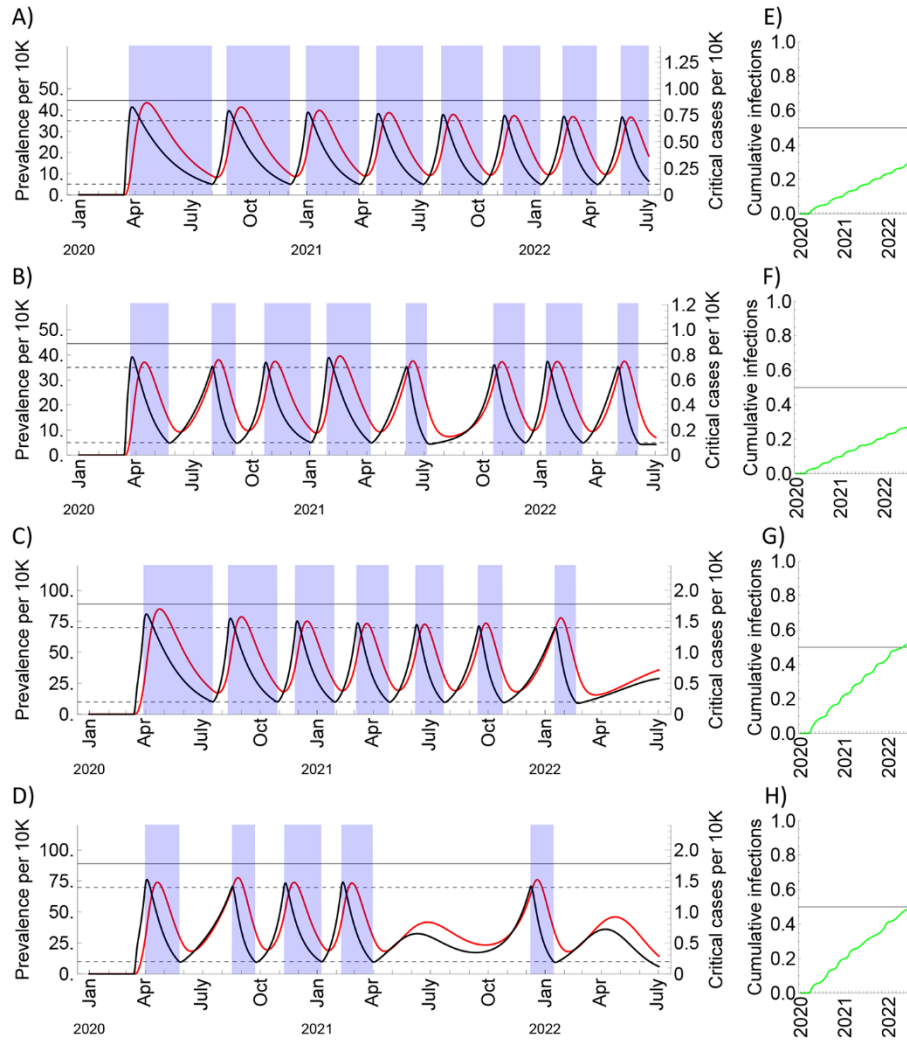 A)
E)
Prevalence per 10K
50.
40.
30.
20.
10.
0.
1.25
1.00
0.75
0.50
0.25
0
Critical cases per 10K
Jan
Apr
July
Oct
Jan
Apr
July
Oct
Jan
Apr
July
2020
2021
2022
Cumulative infections
1.0
0.8
0.6
0.4
0.2
0.0
2020
2021
2022
B)
F)
Prevalence per 10K
50.
40.
30.
20.
10.
0.
1.2
1.0
0.8
0.6
0.4
0.2
0
Critical cases per 10K
Jan
Apr
July
Oct
Jan
Apr
July
Oct
Jan
Apr
July
2020
2021
2022
Cumulative infections
1.0
0.8
0.6
0.4
0.2
0.0
2020
2021
2022
C)
G)
Prevalence per 10K
100.
75.
50.
25.
0.
2.0
1.5
1.0
0.5
0
Critical cases per 10K
Jan
Apr
July
Oct
Jan
Apr
July
Oct
Jan
Apr
July
2020
2021
2022
Cumulative infections
1.0
0.8
0.6
0.4
0.2
0.0
2020
2021
2022
D)
H)
Prevalence per 10K
100.
75.
50.
25.
0.
2.0
1.5
1.0
0.5
0
Critical cases per 10K
Jan
Apr
July
Oct
Jan
Apr
July
Oct
Jan
Apr
July
2020
2021
2022
Cumulative infections
1.0
0.8
0.6
0.4
0.2
0.0
2020
2021
2022